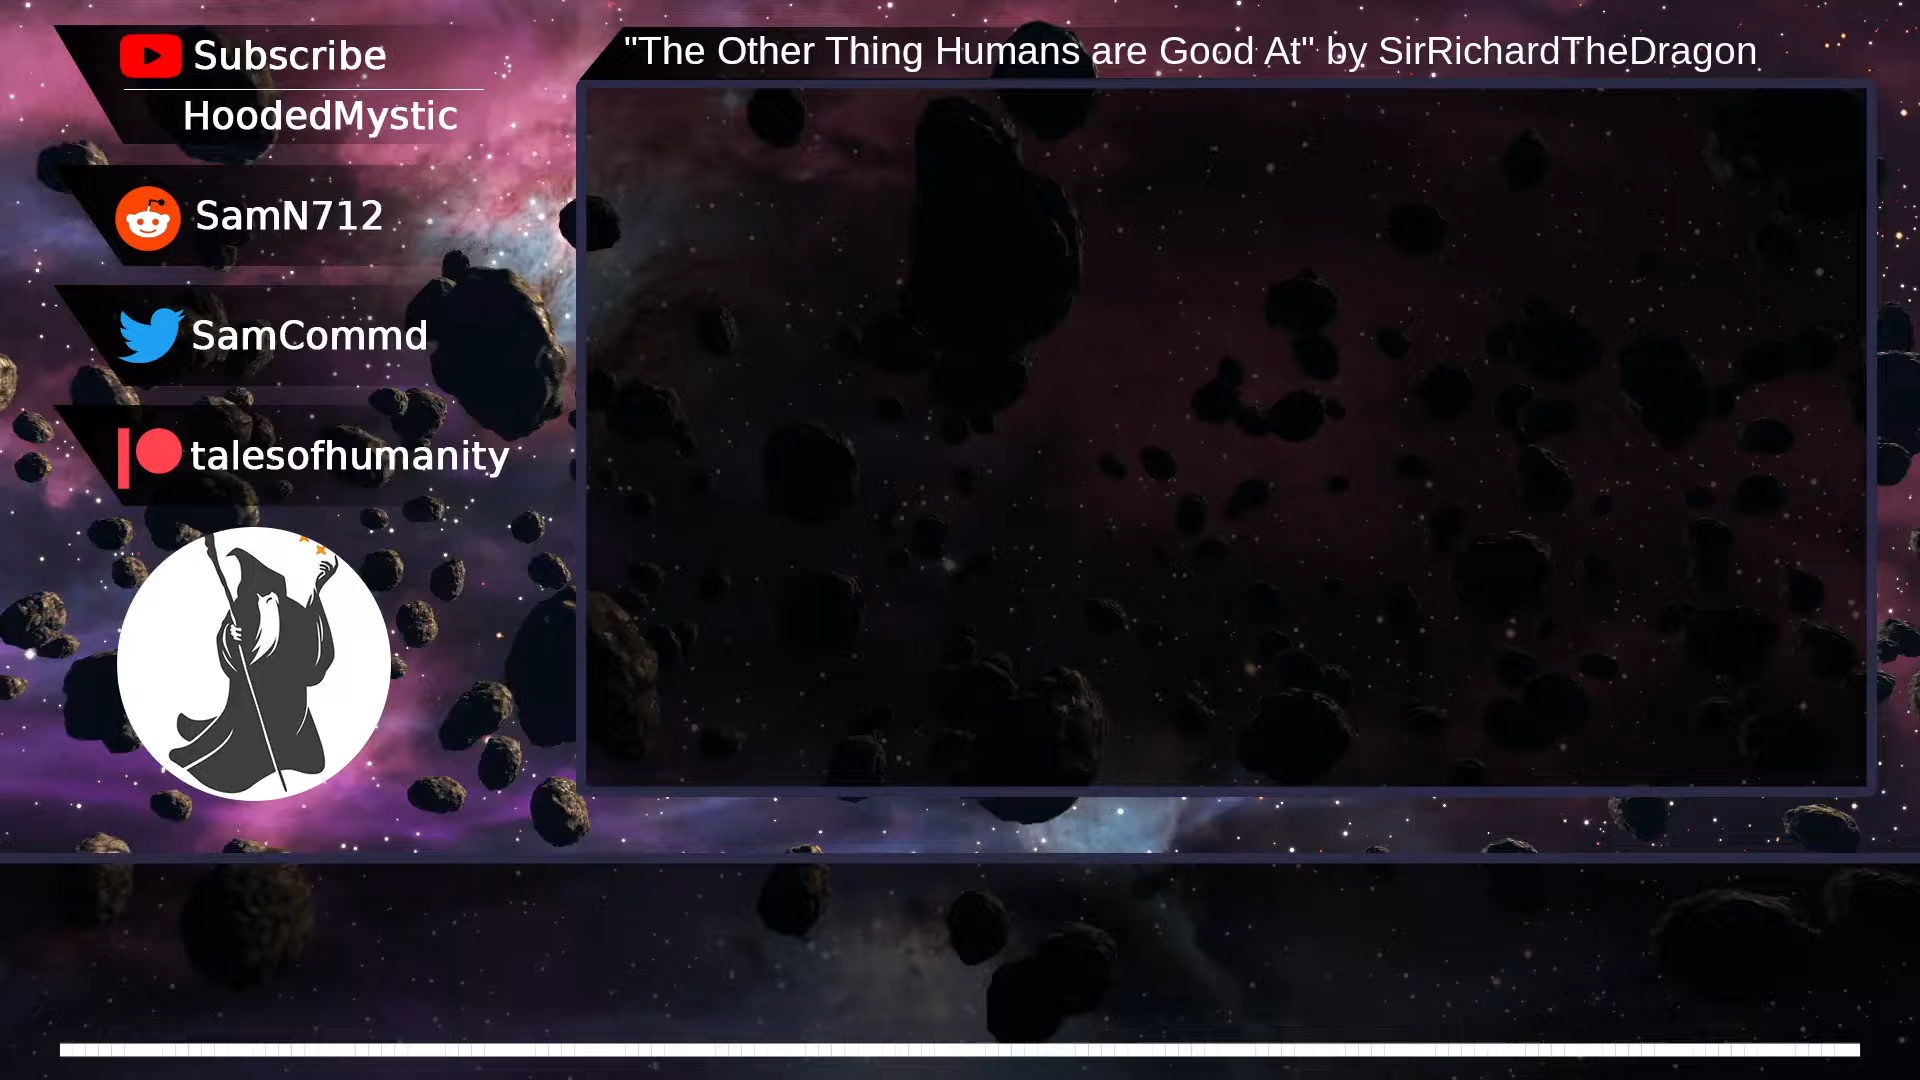 Subscribe
HoodedMystic
SamN712
SamCommd
talesofhumanity
"The Other Thing Humans are Good At" by SirRichardTheDragon